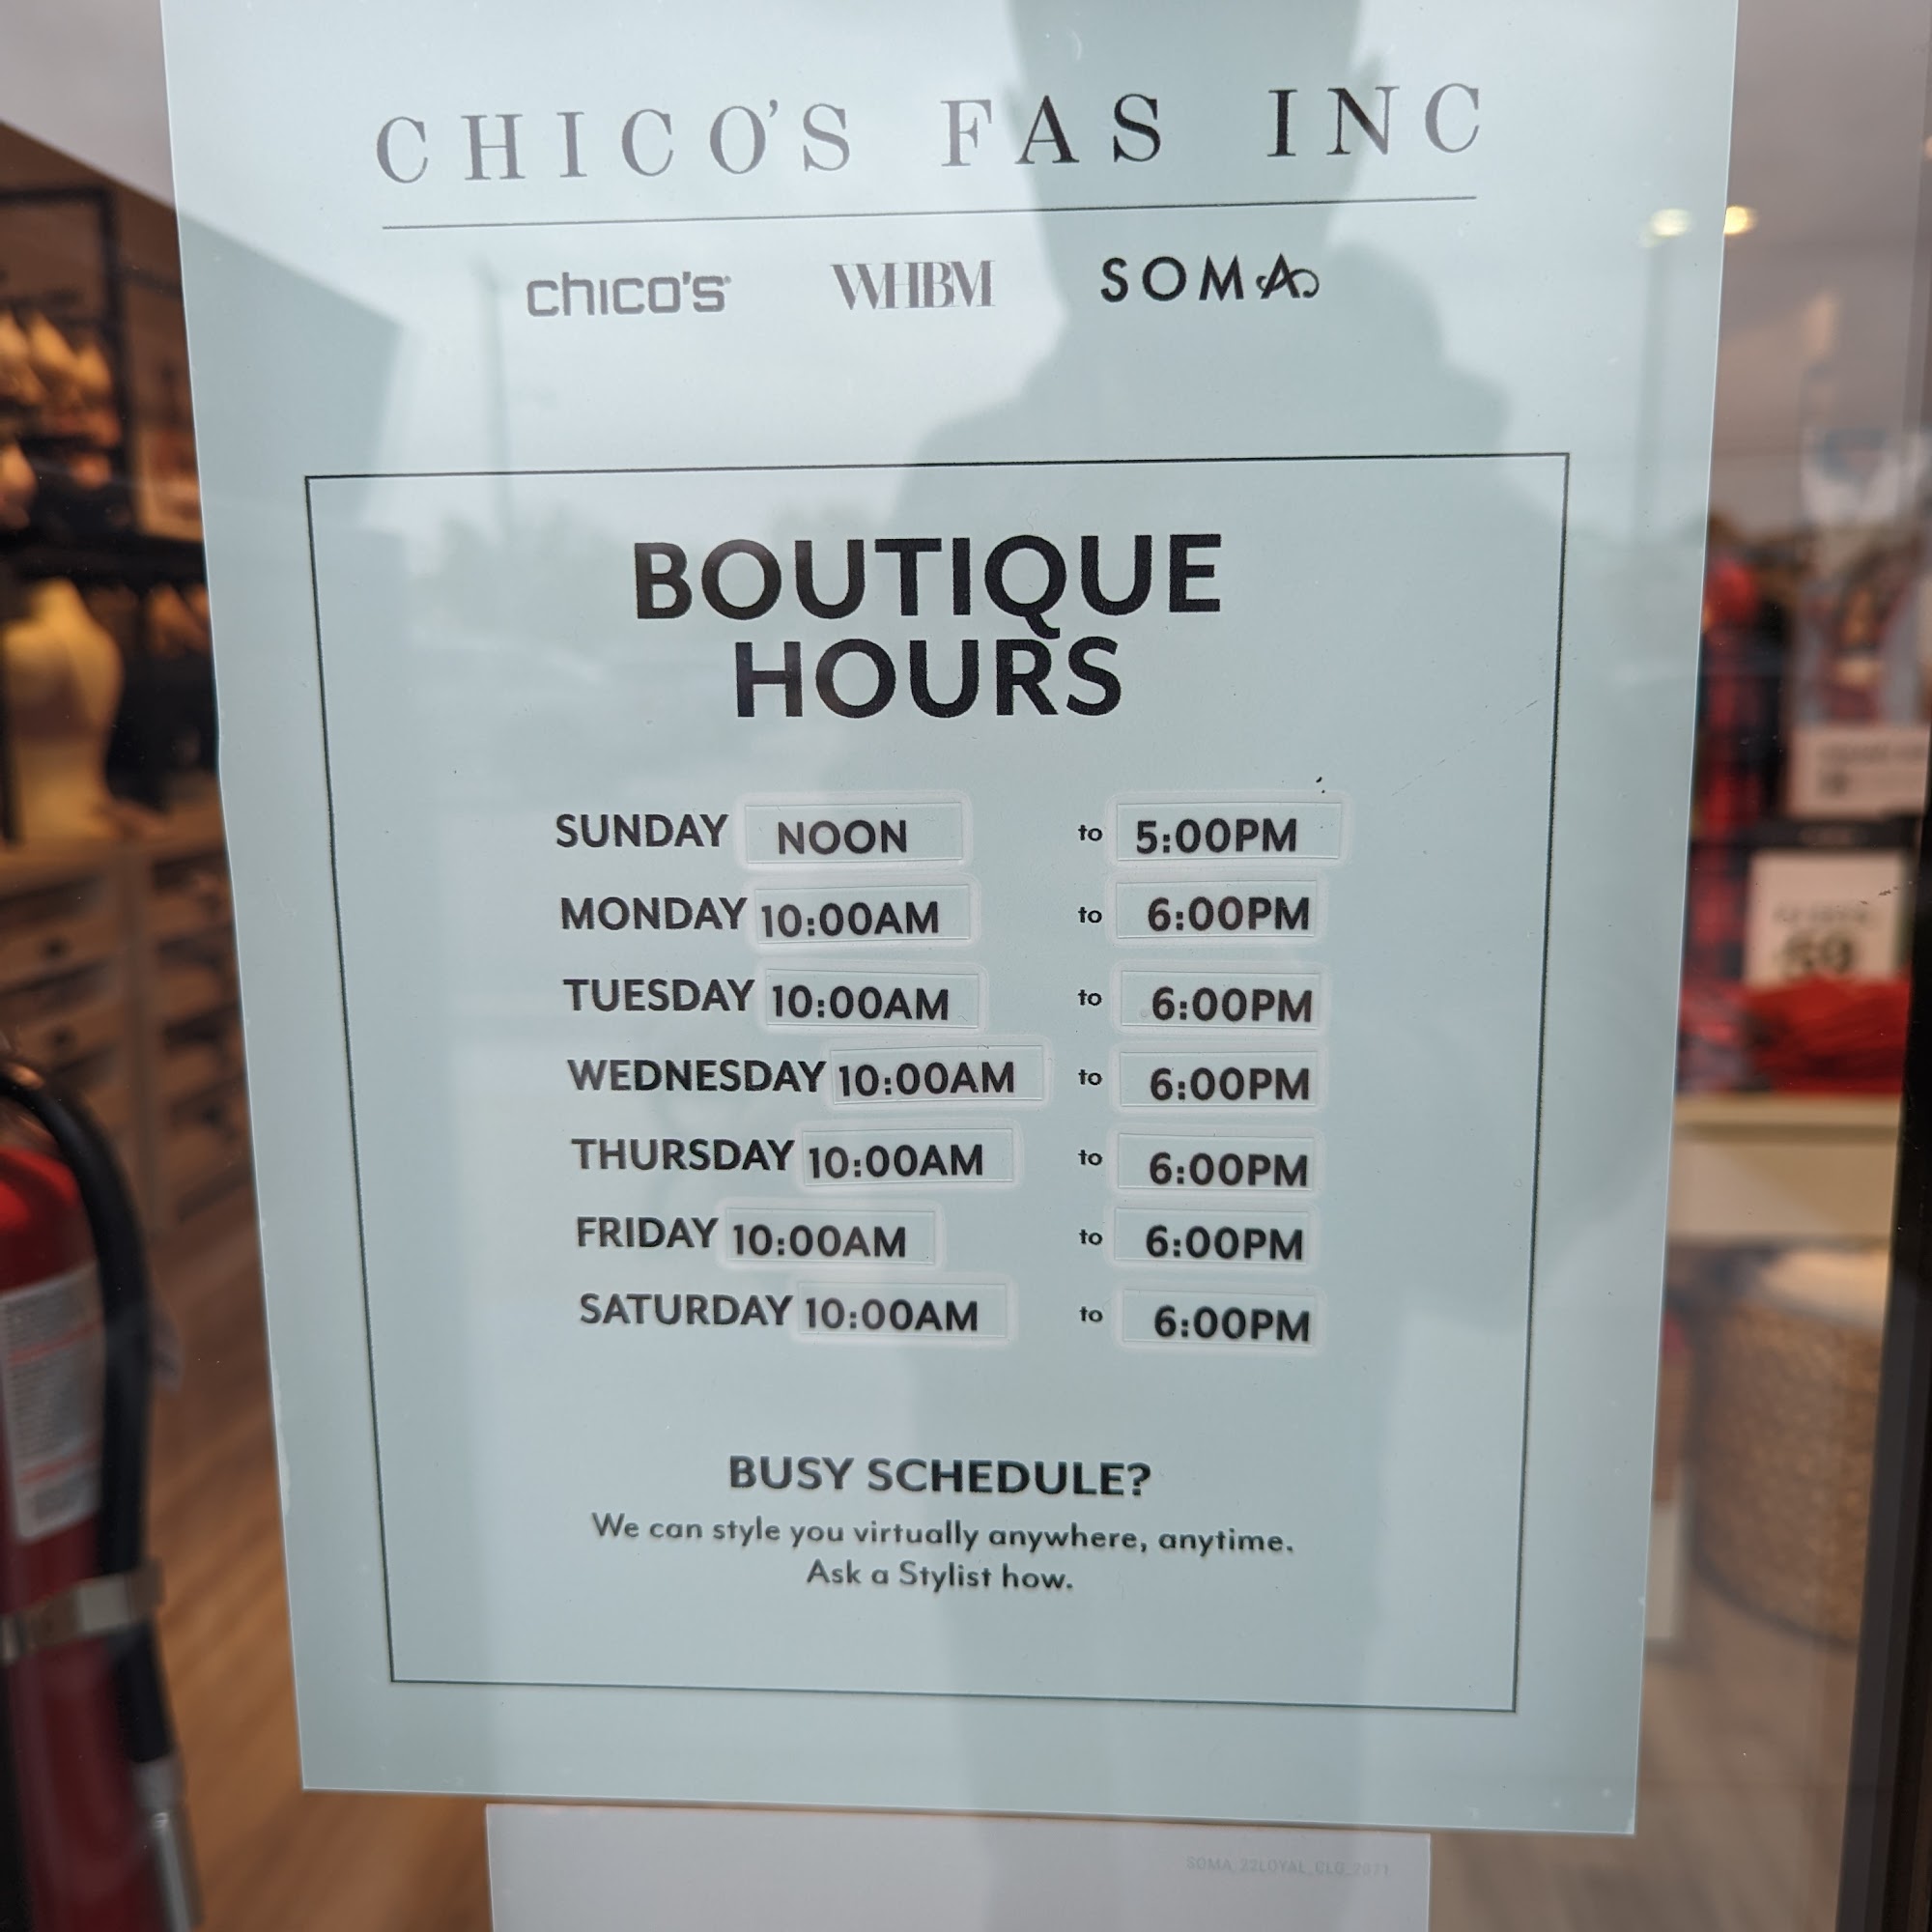 CHICO'S FAS INC
chico's WHBM SOMA
BOUTIQUE
HOURS
SUNDAY NOON to 5:00PM
MONDAY 10:00AM to 6:00PM
TUESDAY 10:00AM to 6:00PM
WEDNESDAY 10:00AM to 6:00PM
THURSDAY 10:00AM to 6:00PM
FRIDAY 10:00AM to 6:00PM
SATURDAY 10:00AM to 6:00PM
BUSY SCHEDULE?
We can style you virtually anywhere, anytime.
Ask a Stylist how.